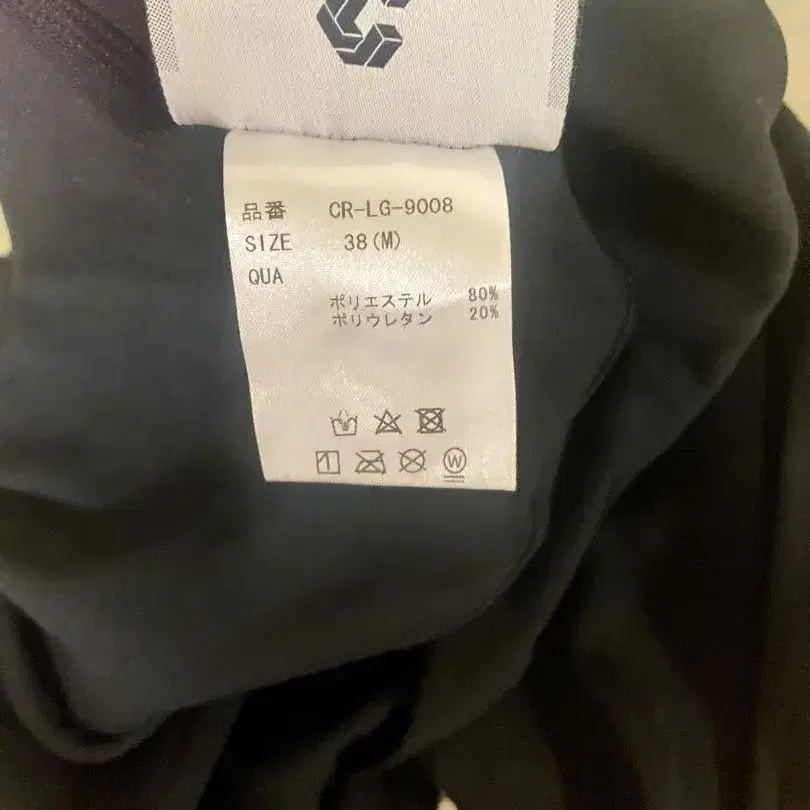 品番 CR-LG-9008
SIZE 38(M)
QUA
ポリエステル 80%
ポリウレタン 20%
W